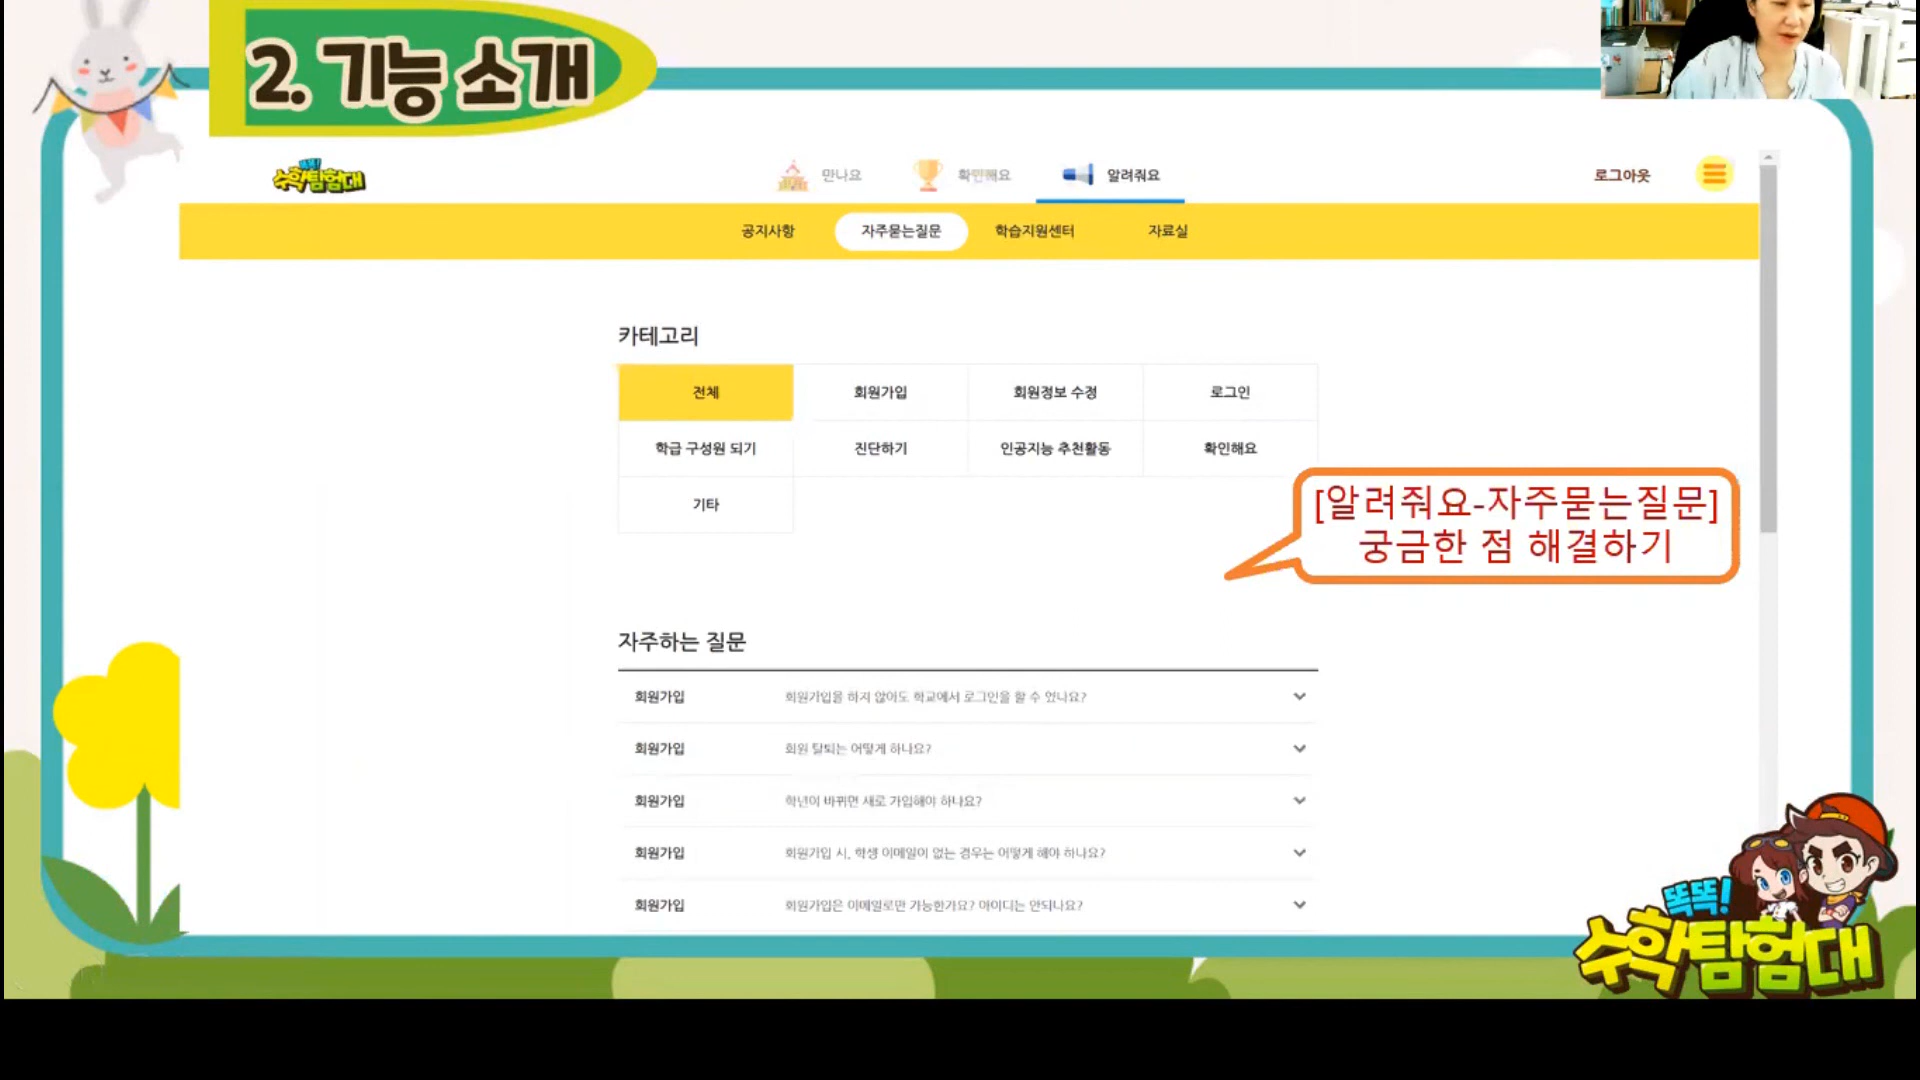 2. 기능 소개
똑똑! 수학탐험대
만나요
확인해요
알려줘요
로그아웃
공지사항
자주묻는질문
학습지원센터
자료실
카테고리
전체
회원가입
회원정보 수정
로그인
학급 구성원 되기
진단하기
인공지능 추천활동
확인해요
기타
[알려줘요-자주묻는질문]
궁금한 점 해결하기
자주하는 질문
회원가입 회원가입을 하지 않아도 학교에서 로그인을 할 수 있나요?
회원가입 회원 탈퇴는 어떻게 하나요?
회원가입 학년이 바뀌면 새로 가입해야 하나요?
회원가입 회원가입 시, 학생 이메일이 없는 경우는 어떻게 해야 하나요?
회원가입 회원가입은 이메일로만 가능한가요? 아이디는 안되나요?
똑똑!
수학탐험대